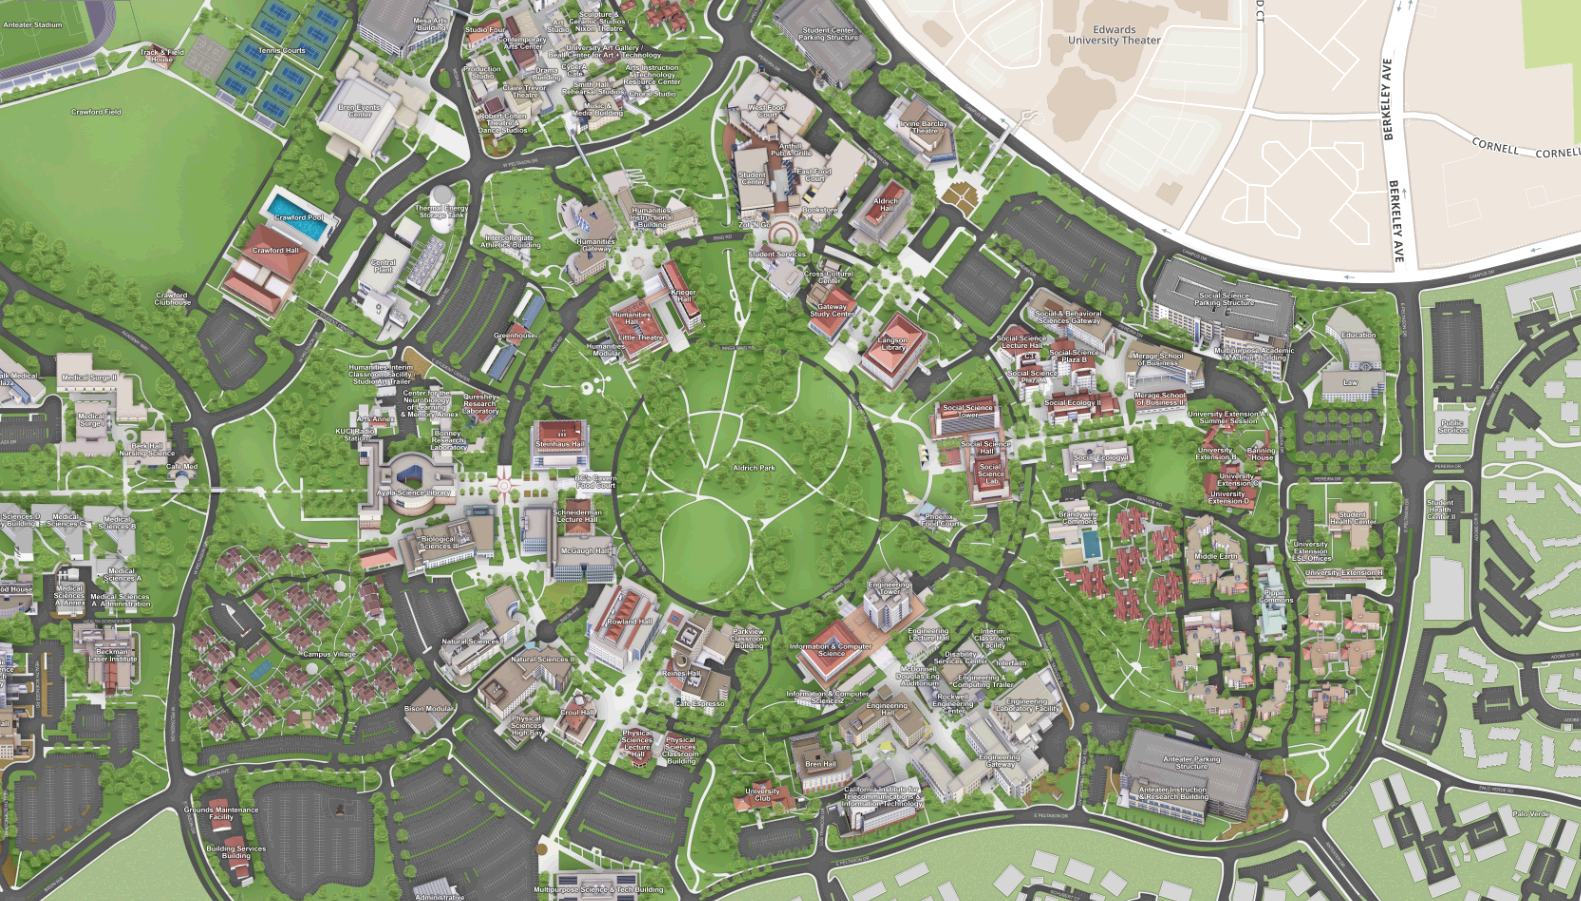 Anteater Stadium
Track & Field
House
Tennis Courts
Crawford Field
Mesa Arts
Building
Bren Events
Center
Studio Four
Contemporary
Arts Center
Art
Studio
Sculpture &
Ceramic Studios
Nixon Theatre
University Art Gallery /
Beall Center for Art + Technology
Production
Studio
Drama
Building
CyberA
Cafe
Arts Instruction
& Technology
Resource Center
Claire Trevor
Theatre
Smith Hall
Rehearsal Studios
Choral Studio
Music &
Media Building
Robert Cohen
Theatre &
Dance Studios
Student Center
Parking Structure
Edwards
University Theater
BERKELEY AVE
BERKELEY AVE
CORNELL
CORNELL
West Food
Court
Irvine Barclay
Theatre
Anthill
Pub & Grille
Student
Center
East Food
Court
Bookstore
Zot N Go
Aldrich
Hall
Student Services
Cross-Cultural
Center
Gateway
Study Center
Langson
Library
Crawford Pool
Crawford Hall
Crawford
Clubhouse
Thermal Energy
Storage Tank
Central
Plant
Intercollegiate
Athletics Building
Humanities
Gateway
Humanities
Instructional
Building
Krieger
Hall
Humanities
Hall
Little Theatre
Humanities
Modular
Greenhouse
Humanities Interim
Classroom Facility
Studio Art Trailer
Center for the
Neurobiology
of Learning
& Memory Annex
Qureshey
Research
Laboratory
Bonney
Research
Laboratory
KUCI Radio
Station
Steinhaus Hall
Ayala Science Library
Schneiderman
Lecture Hall
McGaugh Hall
Biological
Sciences III
Aldrich Park
Social & Behavioral
Sciences Gateway
Social Science
Parking Structure
Social Science
Lecture Hall
Social Science
Plaza B
Social Science
Plaza A
Merage School
of Business
Multipurpose Academic
& Admin Building
Education
Law
Social Ecology II
Merage School
of Business II
Social Science
Tower
Social Science
Hall
Social
Science
Lab
Social Ecology I
University Extension A
Summer Session
University
Extension B
Banning
House
University
Extension C
University
Extension D
Public
Services
Phoenix
Food Court
Brandywine
Commons
Middle Earth
Student
Health Center
Student
Health
Center II
University
Extension
ESL Offices
University Extension H
Pippin
Commons
Medical Surge II
Medical
Surge I
Berk Hall
Nursing Science
Cafe Med
Medical
Sciences C
Medical
Sciences B
Medical
Sciences A
Medical
Sciences
A Annex
Medical Sciences
A Administration
Beckman
Laser Institute
Campus Village
Bison Modular
Natural Sciences I
Natural Sciences II
Physical
Sciences
High Bay
Croul Hall
Rowland Hall
Reines Hall
Cafe Espresso
Parkview
Classroom
Building
Physical
Sciences
Lecture
Hall
Physical
Sciences
Classroom
Building
Engineering
Tower
Information & Computer
Science
Information & Computer
Science 2
Engineering
Lecture Hall
Interim
Classroom
Facility
Disability
Services Center
Interfaith
McDonnell
Douglas Eng
Auditorium
Engineering &
Computing Trailer
Rockwell
Engineering
Center
Engineering
Laboratory Facility
Engineering
Hall
Engineering
Gateway
Bren Hall
University
Club
California Institute for
Telecommunications &
Information Technology
Anteater Parking
Structure
Anteater Instruction
& Research Building
Grounds Maintenance
Facility
Building Services
Building
Multipurpose Science & Tech Building
Administrative
Palo Verde